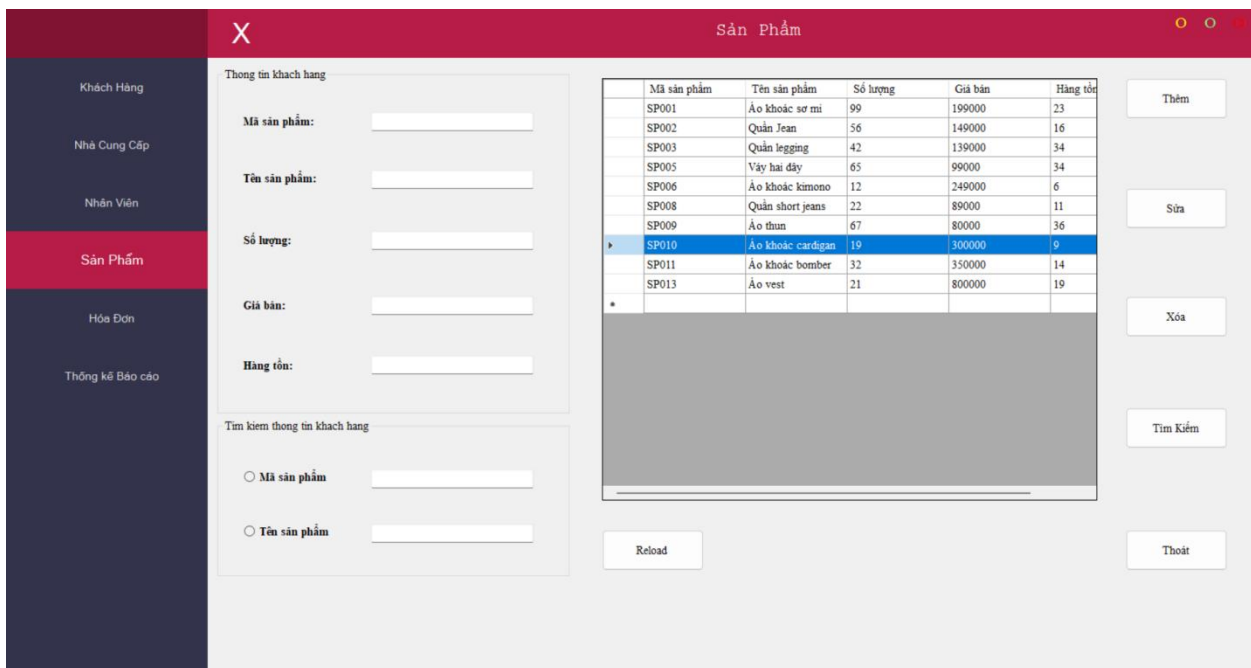 X
Sản Phẩm
O O O
Khách Hàng
Nhà Cung Cấp
Nhân Viên
Sản Phẩm
Hóa Đơn
Thống kê Báo cáo
Thong tin khach hang
Mã sản phẩm:
Tên sản phẩm:
Số lượng:
Giá bán:
Hàng tồn:
Tim kiem thong tin khach hang
Mã sản phẩm
Tên sản phẩm
Mã sản phẩm Tên sản phẩm Số lượng Giá bán Hàng tồn
SP001 Áo khoác sơ mi 99 199000 23
SP002 Quần Jean 56 149000 16
SP003 Quần legging 42 139000 34
SP005 Váy hai dây 65 99000 34
SP006 Áo khoác kimono 12 249000 6
SP008 Quần short jeans 22 89000 11
SP009 Áo thun 67 80000 36
SP010 Áo khoác cardigan 19 300000 9
SP011 Áo khoác bomber 32 350000 14
SP013 Áo vest 21 800000 19
Reload
Thêm
Sửa
Xóa
Tìm Kiếm
Thoát